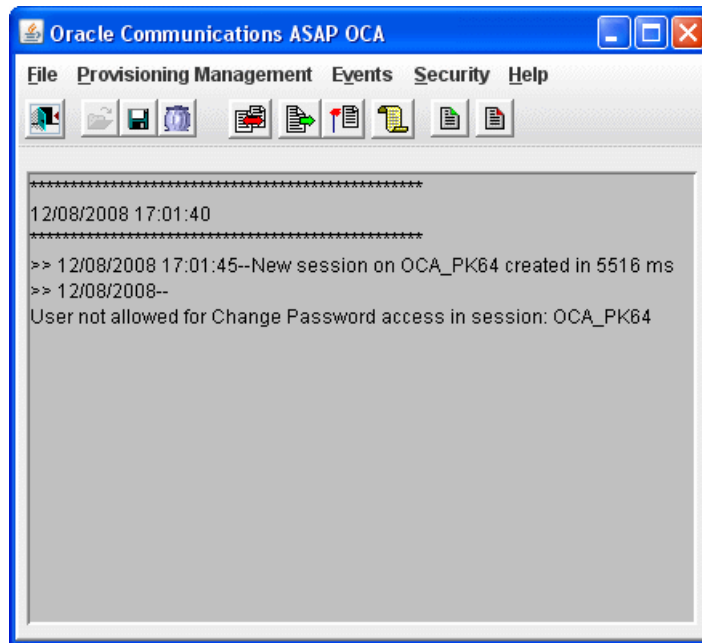 Oracle Communications ASAP OCA
File Provisioning Management Events Security Help
*************************************************
12/08/2008 17:01:40
*************************************************
>> 12/08/2008 17:01:45--New session on OCA_PK64 created in 5516 ms
>> 12/08/2008--
User not allowed for Change Password access in session: OCA_PK64